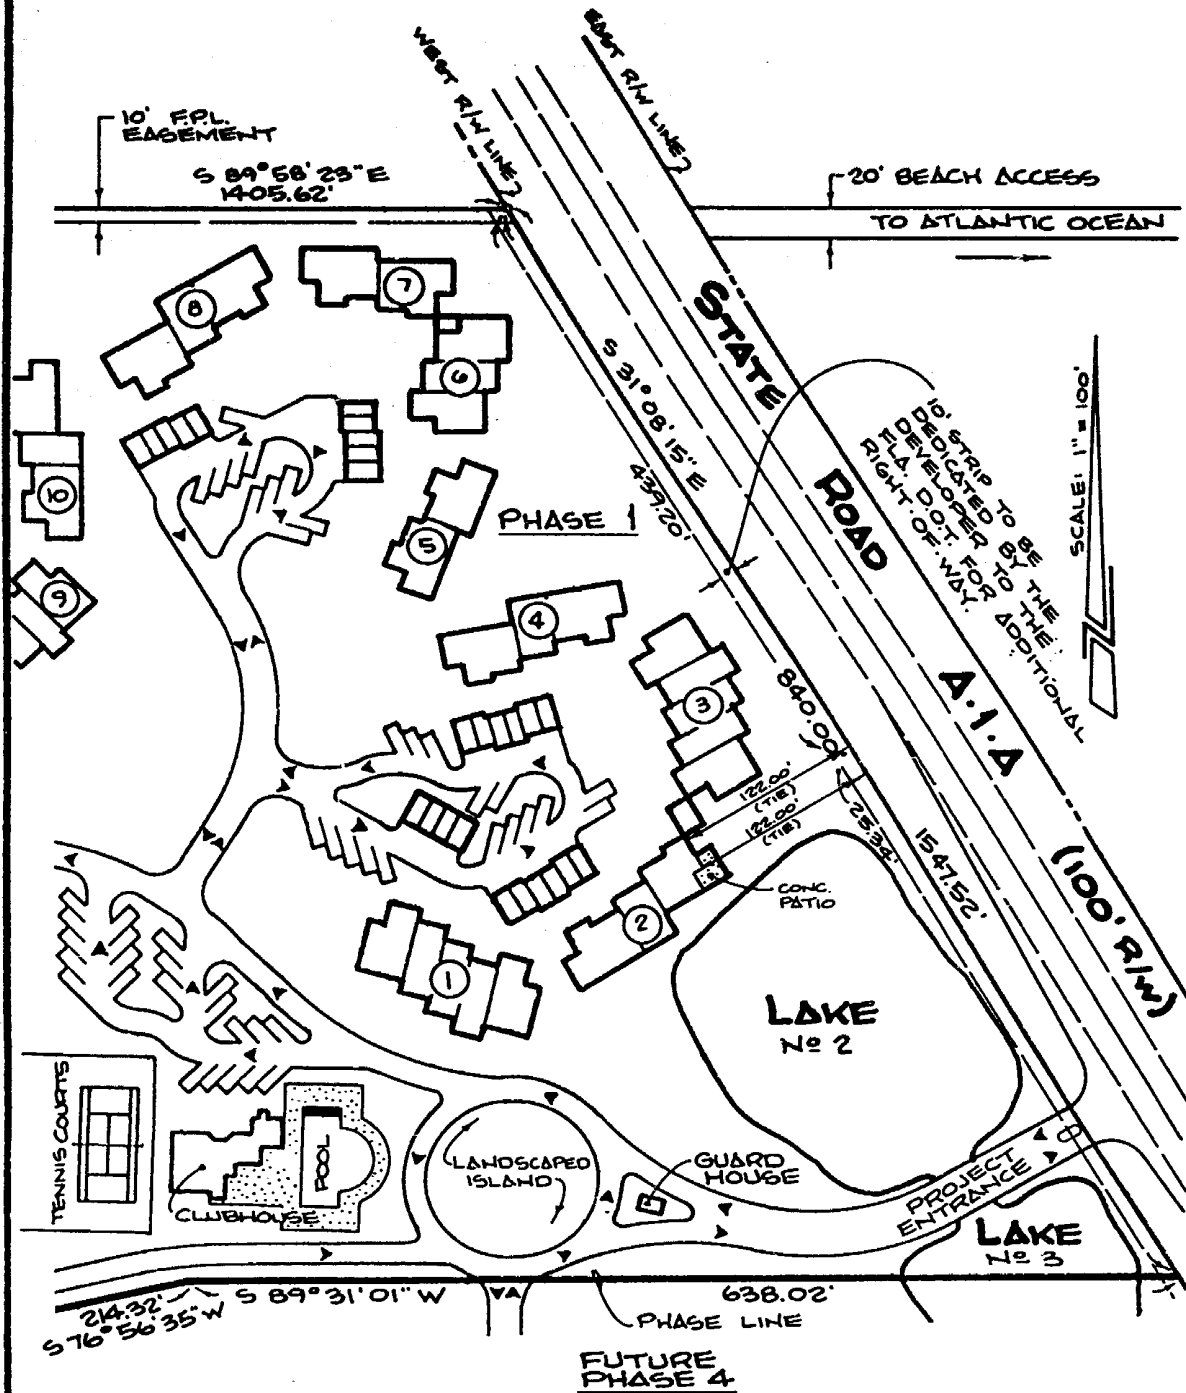 WEST R/W LINE
EAST R/W LINE
10' F.P.L.
EASEMENT
S 89°58'23" E
1405.62'
20' BEACH ACCESS
TO ATLANTIC OCEAN
8
7
6
STATE
ROAD
A-1-A
(100' R/W)
S 31°08'15" E
439.20'
10' STRIP TO BE
DEDICATED BY THE
DEVELOPER TO THE
FLA. D.O.T. FOR ADDITIONAL
RIGHT-OF-WAY.
SCALE: 1" = 100'
10
5
PHASE 1
9
4
3
840.00'
122.00'
(TIE)
122.00'
(TIE)
25.34'
1547.52'
CONC.
PATIO
2
1
LAKE
Nº 2
TENNIS COURTS
POOL
CLUBHOUSE
LANDSCAPED
ISLAND
GUARD
HOUSE
PROJECT
ENTRANCE
LAKE
Nº 3
214.32'
S 76°56'35" W
S 89°31'01" W
638.02'
PHASE LINE
FUTURE
PHASE 4